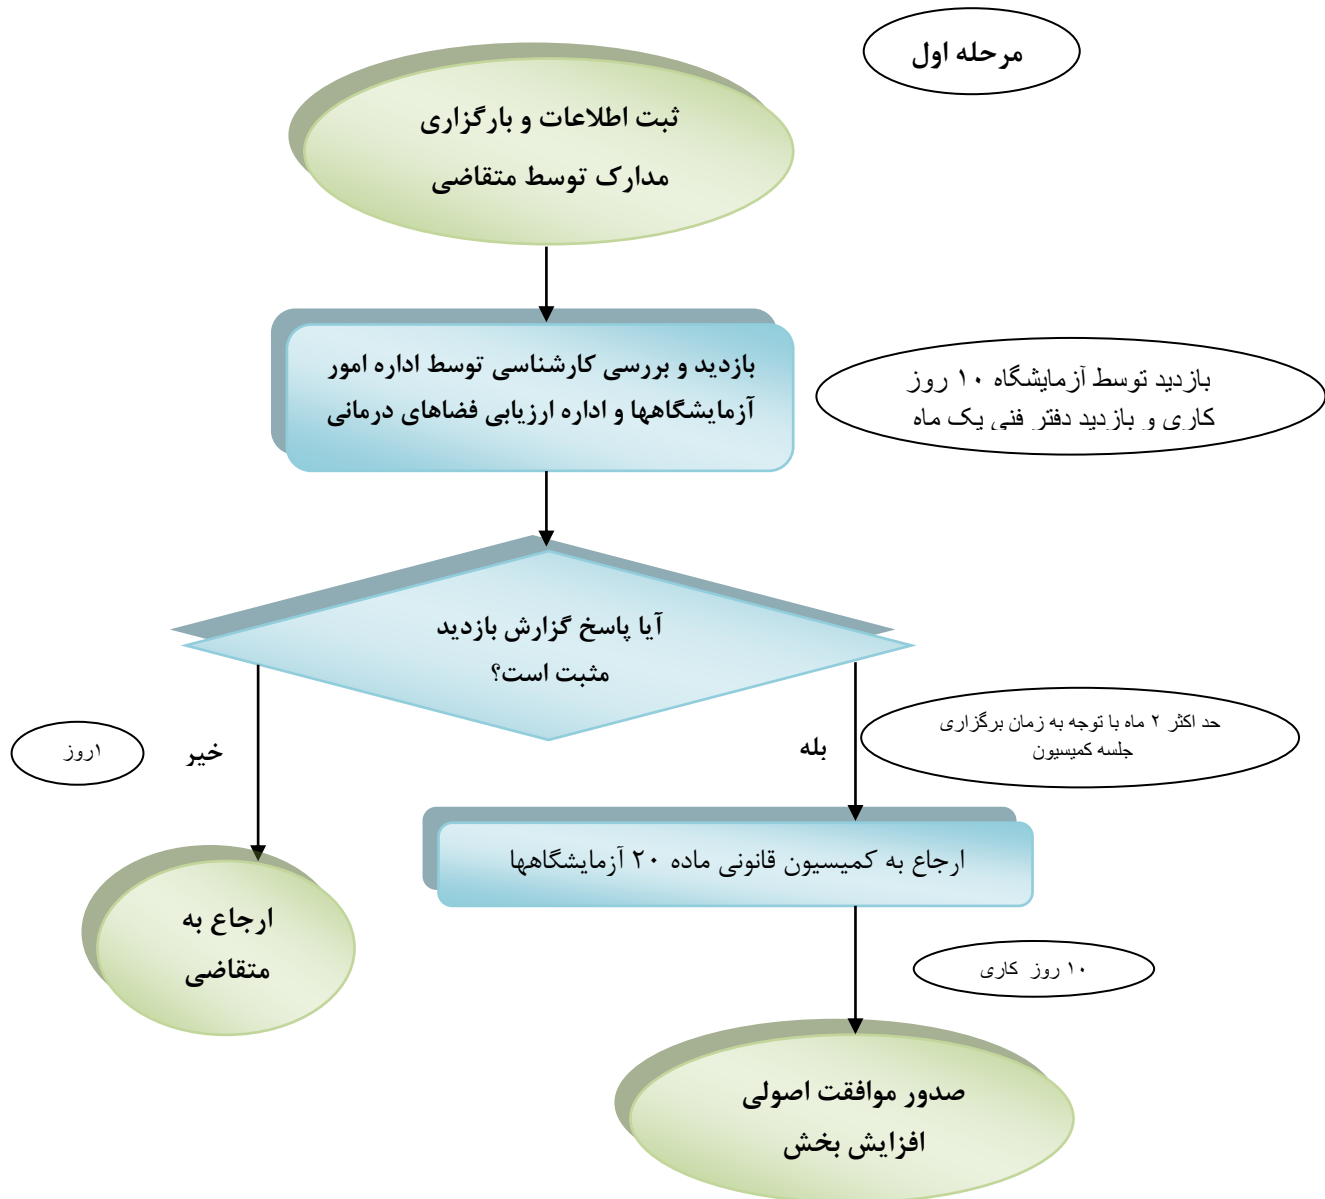 مرحله اول
ثبت اطلاعات و بارگزاری
مدارک توسط متقاضی
بازدید و بررسی کارشناسی توسط اداره امور
آزمایشگاهها و اداره ارزیابی فضاهای درمانی
بازدید توسط آزمایشگاه ۱۰ روز
کاری و بازدید دفتر فنی یک ماه
آیا پاسخ گزارش بازدید
مثبت است؟
حد اکثر ۲ ماه با توجه به زمان برگزاری
جلسه کمیسیون
بله
خیر
۱روز
ارجاع به کمیسیون قانونی ماده ۲۰ آزمایشگاهها
ارجاع به
متقاضی
۱۰ روز کاری
صدور موافقت اصولی
افزایش بخش